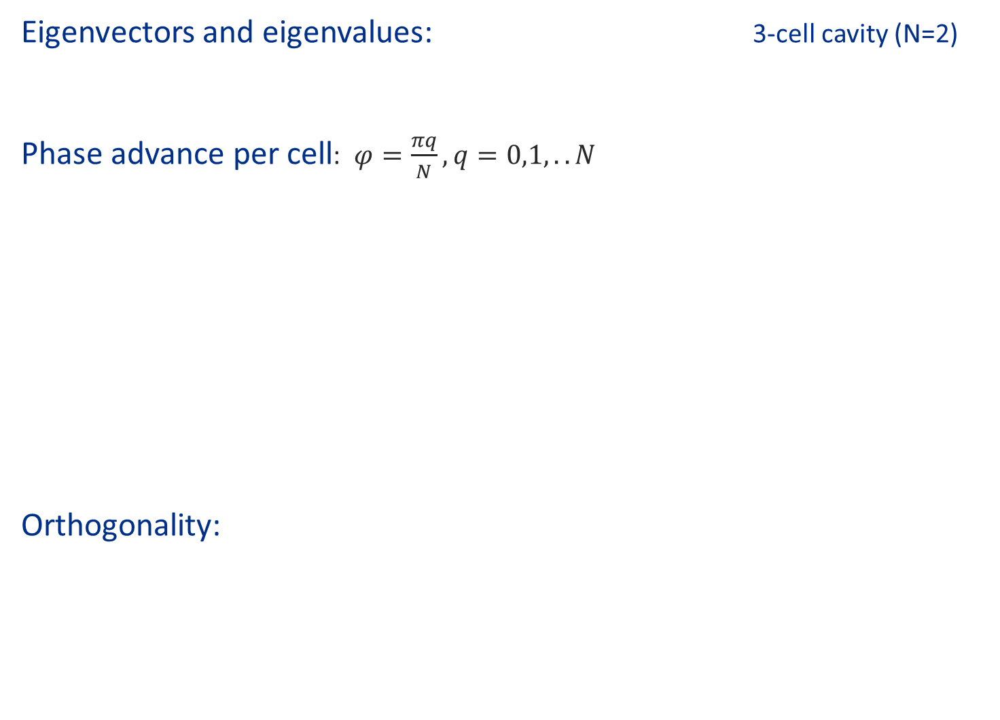 Eigenvectors and eigenvalues:
3-cell cavity (N=2)
Phase advance per cell: φ = πq/N, q = 0,1,..N
Orthogonality: